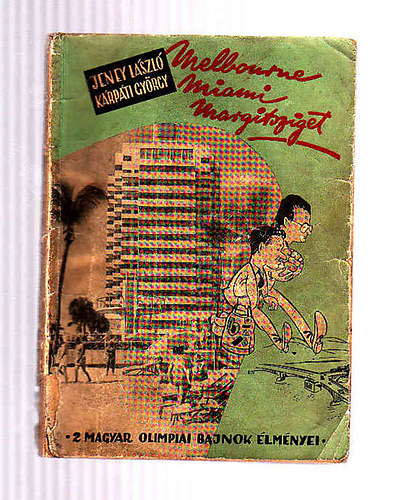 JENEY LÁSZLÓ
KÁRPÁTI GYÖRGY
Melbourne
Miami
Margitsziget
• 2 MAGYAR OLIMPIAI BAJNOK ÉLMÉNYEI •